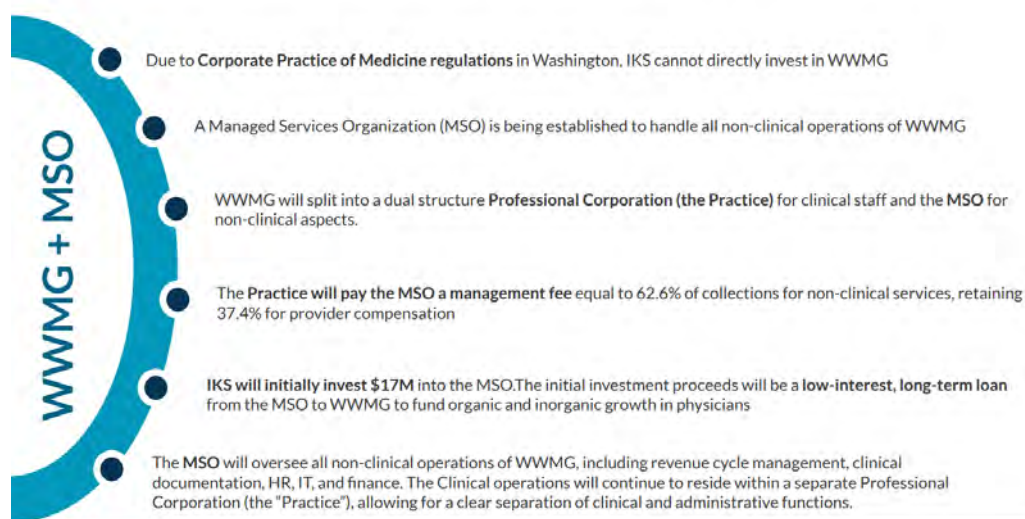 WWMG + MSO
Due to Corporate Practice of Medicine regulations in Washington, IKS cannot directly invest in WWMG
A Managed Services Organization (MSO) is being established to handle all non-clinical operations of WWMG
WWMG will split into a dual structure Professional Corporation (the Practice) for clinical staff and the MSO for
non-clinical aspects.
The Practice will pay the MSO a management fee equal to 62.6% of collections for non-clinical services, retaining
37.4% for provider compensation
IKS will initially invest $17M into the MSO.The initial investment proceeds will be a low-interest, long-term loan
from the MSO to WWMG to fund organic and inorganic growth in physicians
The MSO will oversee all non-clinical operations of WWMG, including revenue cycle management, clinical
documentation, HR, IT, and finance. The Clinical operations will continue to reside within a separate Professional
Corporation (the “Practice”), allowing for a clear separation of clinical and administrative functions.